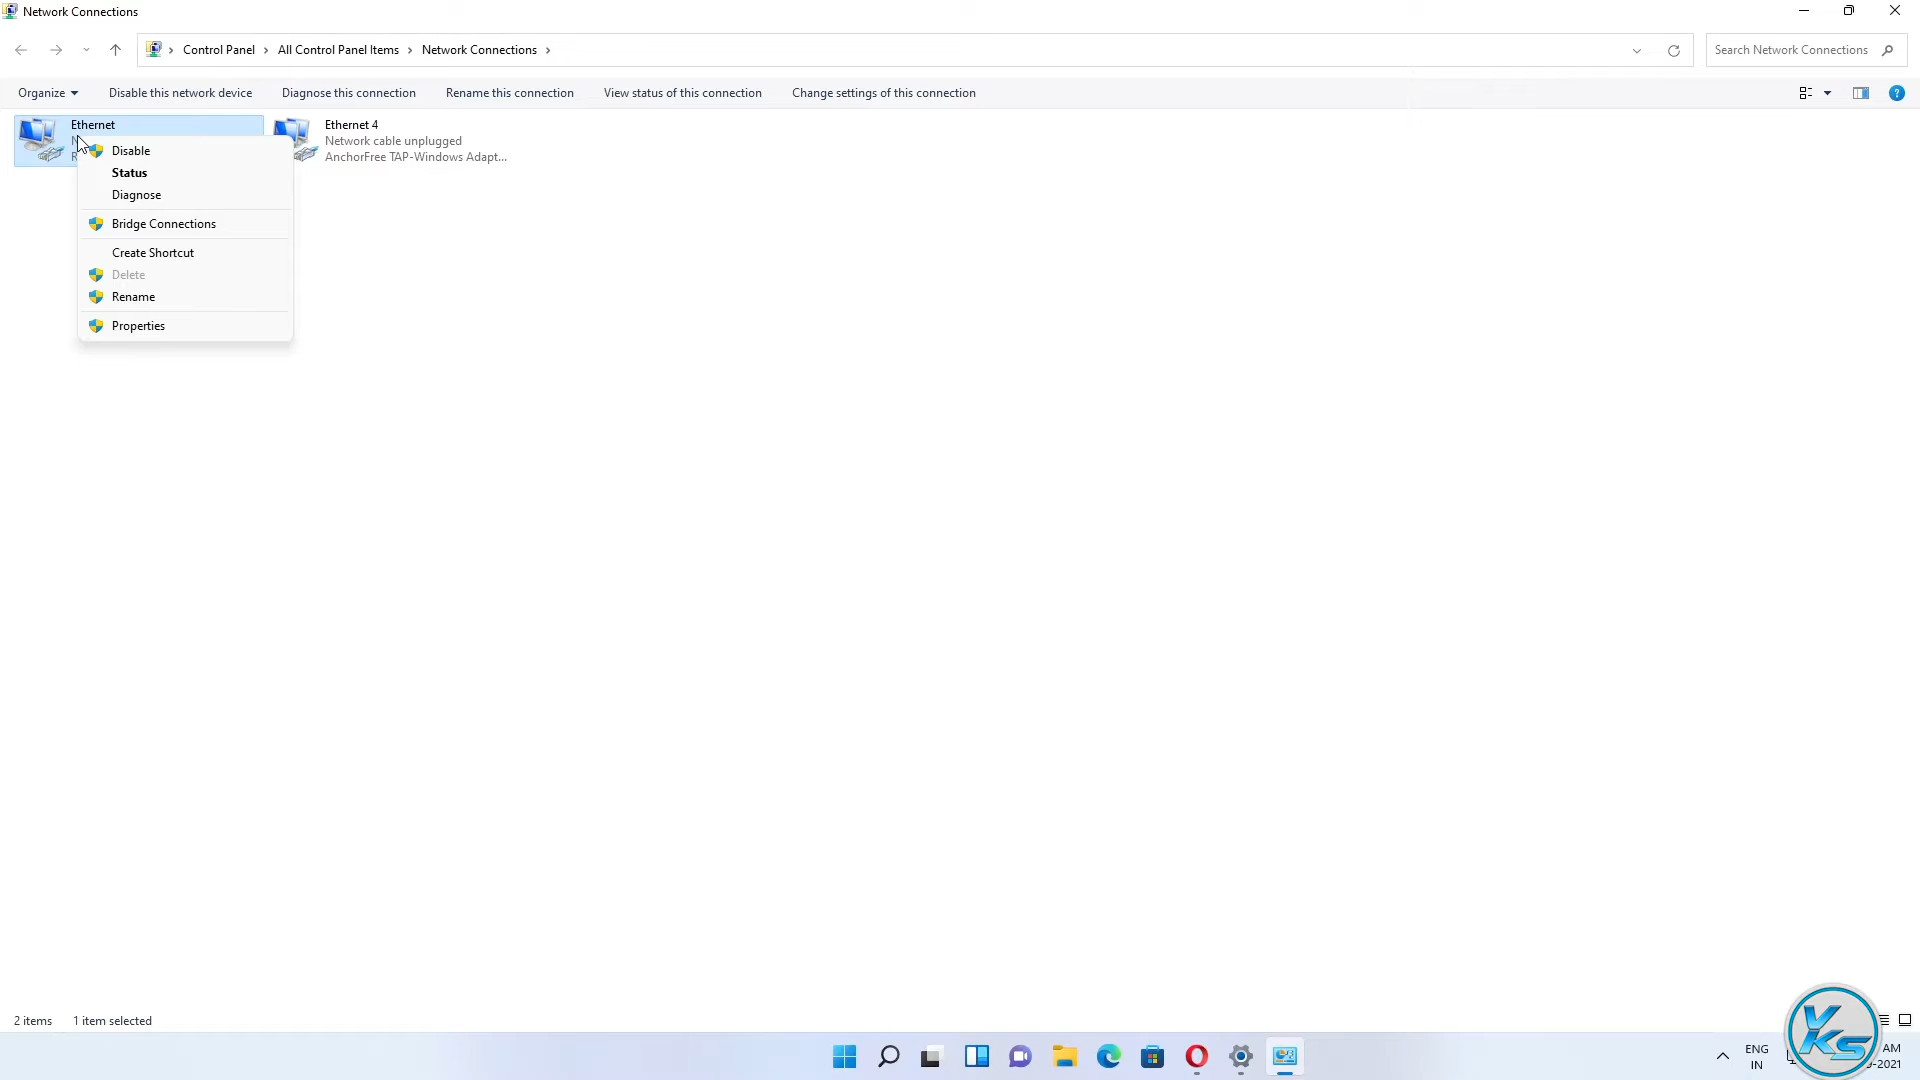 Network Connections
Control Panel
All Control Panel Items
Network Connections
Search Network Connections
Organize
Disable this network device
Diagnose this connection
Rename this connection
View status of this connection
Change settings of this connection
Ethernet
Ethernet 4
Network cable unplugged
AnchorFree TAP-Windows Adapt...
Disable
Status
Diagnose
Bridge Connections
Create Shortcut
Delete
Rename
Properties
2 items
1 item selected
ENG
IN
AM
-2021
YKS